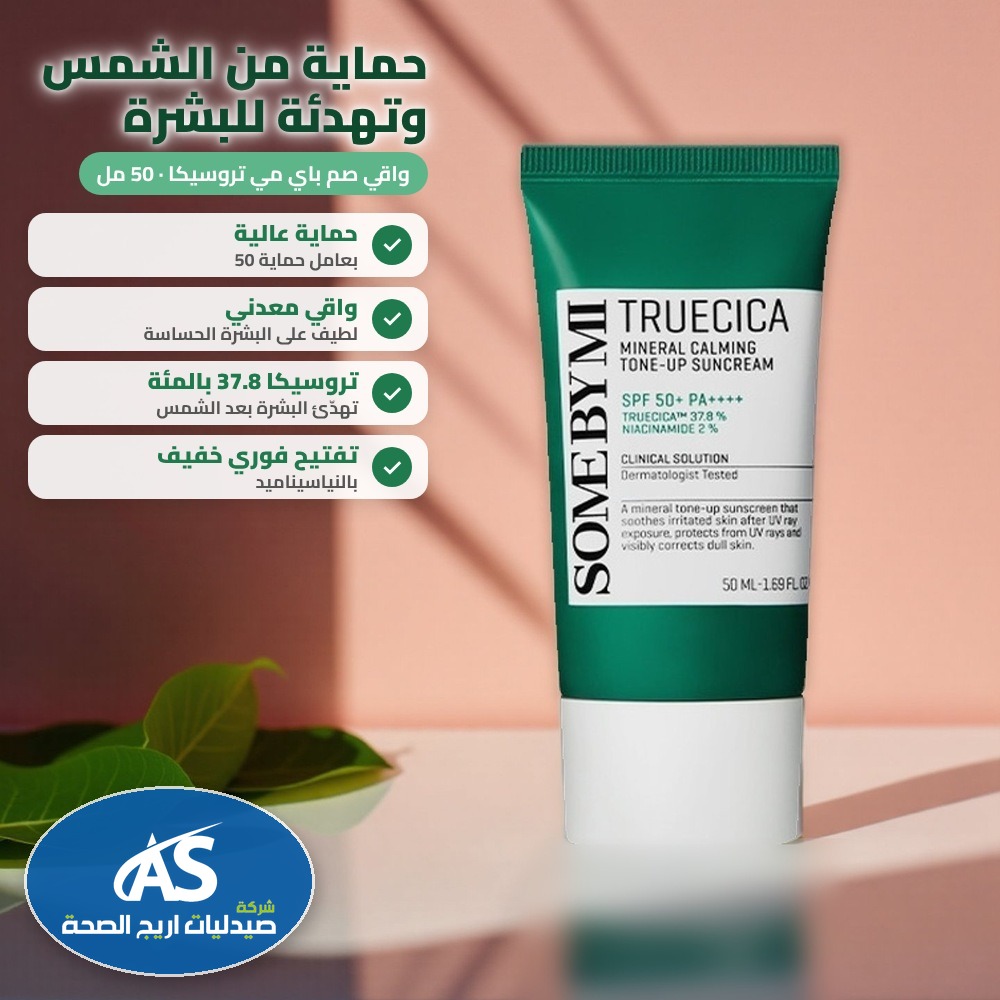 حماية من الشمس
وتهدئة للبشرة
واقي صم باي مي تروسيكا · 50 مل
حماية عالية
بعامل حماية 50
واقي معدني
لطيف على البشرة الحساسة
تروسيكا 37.8 بالمئة
تهدّئ البشرة بعد الشمس
تفتيح فوري خفيف
بالنياسيناميد
SOMEBYMI
TRUECICA
MINERAL CALMING
TONE-UP SUNCREAM
SPF 50+ PA++++
TRUECICA™ 37.8 %
NIACINAMIDE 2 %
CLINICAL SOLUTION
Dermatologist Tested
A mineral tone-up sunscreen that
soothes irritated skin after UV ray
exposure, protects from UV rays and
visibly corrects dull skin.
50 ML-1.69 FL.OZ
AS
شركة
صيدليات اريج الصحة